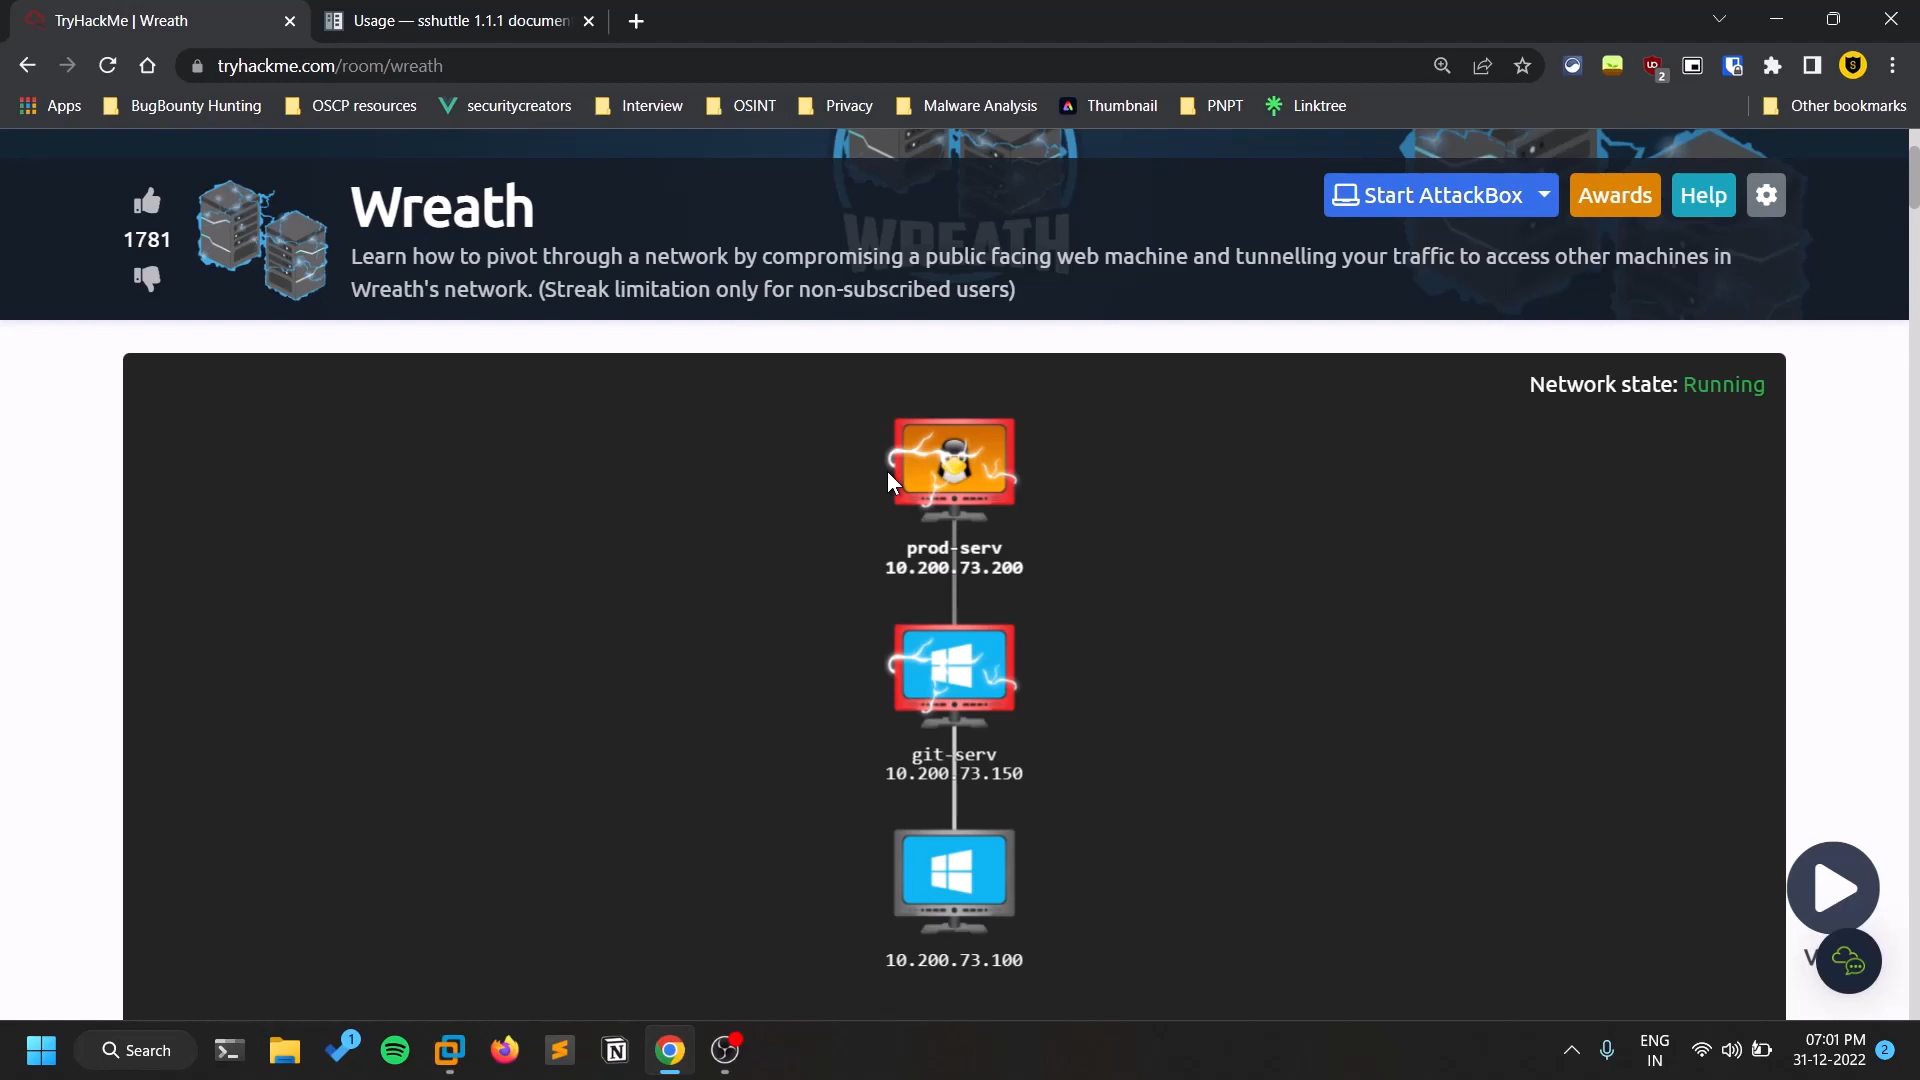 TryHackMe | Wreath
Usage — sshuttle 1.1.1 documen
tryhackme.com/room/wreath
2
Apps
BugBounty Hunting
OSCP resources
securitycreators
Interview
OSINT
Privacy
Malware Analysis
Thumbnail
PNPT
Linktree
Other bookmarks
WREATH
1781
Wreath
Start AttackBox
Awards
Help
Learn how to pivot through a network by compromising a public facing web machine and tunnelling your traffic to access other machines in
Wreath's network. (Streak limitation only for non-subscribed users)
Network state: Running
prod-serv
10.200.73.200
git-serv
10.200.73.150
10.200.73.100
Search
1
ENG
IN
07:01 PM
31-12-2022
2